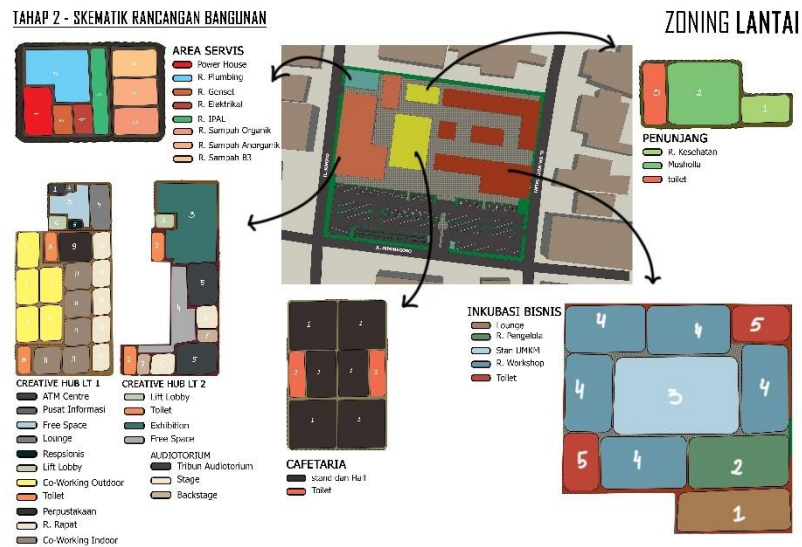 TAHAP 2 - SKEMATIK RANCANGAN BANGUNAN
ZONING LANTAI
AREA SERVIS
Power House
R. Plumbing
R. Genset
R. Elektrikal
R. IPAL
R. Sampah Organik
R. Sampah Anorganik
R. Sampah B3
PENUNJANG
R. Kesehatan
Musholla
toilet
2
1
CREATIVE HUB LT 1
ATM Centre
Pusat Informasi
Free Space
Lounge
Respsionis
Lift Lobby
Co-Working Outdoor
Toilet
Perpustakaan
R. Rapat
Co-Working Indoor
CREATIVE HUB LT 2
Lift Lobby
Toilet
Exhibition
Free Space
AUDIOTORIUM
Tribun Audiotorium
Stage
Backstage
CAFETARIA
stand dan Hall
Toilet
INKUBASI BISNIS
Lounge
R. Pengelola
Stan UMKM
R. Workshop
Toilet
4 4 5
4 3 4
5 4 2
1